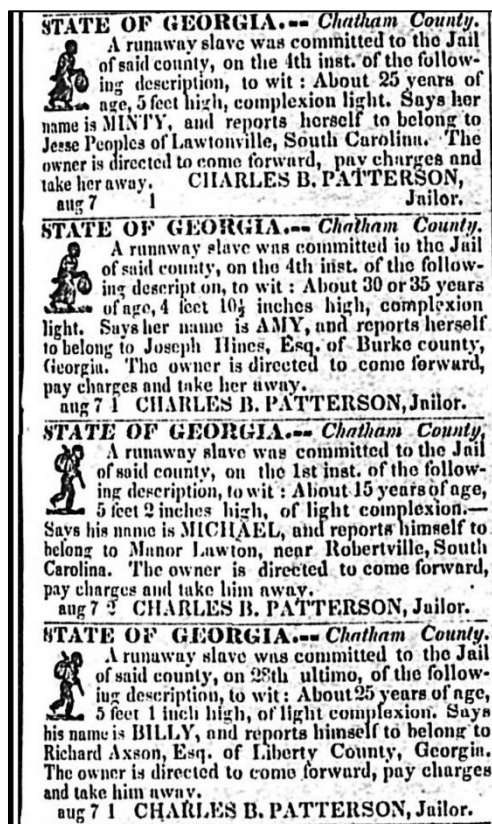 STATE OF GEORGIA.-- Chatham County.
A runaway slave was committed to the Jail
of said county, on the 4th inst. of the follow-
ing description, to wit : About 25 years of
age, 5 feet high, complexion light. Says her
name is MINTY, and reports herself to belong to
Jesse Peoples of Lawtonville, South Carolina. The
owner is directed to come forward, pay charges and
take her away. CHARLES B. PATTERSON,
aug 7 1 Jailor.
STATE OF GEORGIA.-- Chatham County.
A runaway slave was committed to the Jail
of said county, on the 4th inst. of the follow-
ing descript on, to wit : About 30 or 35 years
of age, 4 feet 10½ inches high, complexion
light. Says her name is AMY, and reports herself
to belong to Joseph Hines, Esq. of Burke county,
Georgia. The owner is directed to come forward,
pay charges and take her away.
aug 7 1 CHARLES B. PATTERSON, Jailor.
STATE OF GEORGIA.-- Chatham County,
A runaway slave was committed to the Jail
of said county, on the 1st inst. of the follow-
ing description, to wit : About 15 years of age,
5 feet 2 inches high, of light complexion.—
Says his name is MICHAEL, and reports himself to
belong to Manor Lawton, near Robertville, South
Carolina. The owner is directed to come forward,
pay charges and take him away.
aug 7 2 CHARLES B. PATTERSON, Jailor.
STATE OF GEORGIA.-- Chatham County.
A runaway slave was committed to the Jail
of said county, on 28th ultimo, of the follow-
ing description, to wit : About 25 years of age,
5 feet 1 inch high, of light complexion. Says
his name is BILLY, and reports himself to belong to
Richard Axson, Esq. of Liberty County, Georgia.
The owner is directed to come forward, pay charges
and take him away.
aug 7 1 CHARLES B. PATTERSON, Jailor.